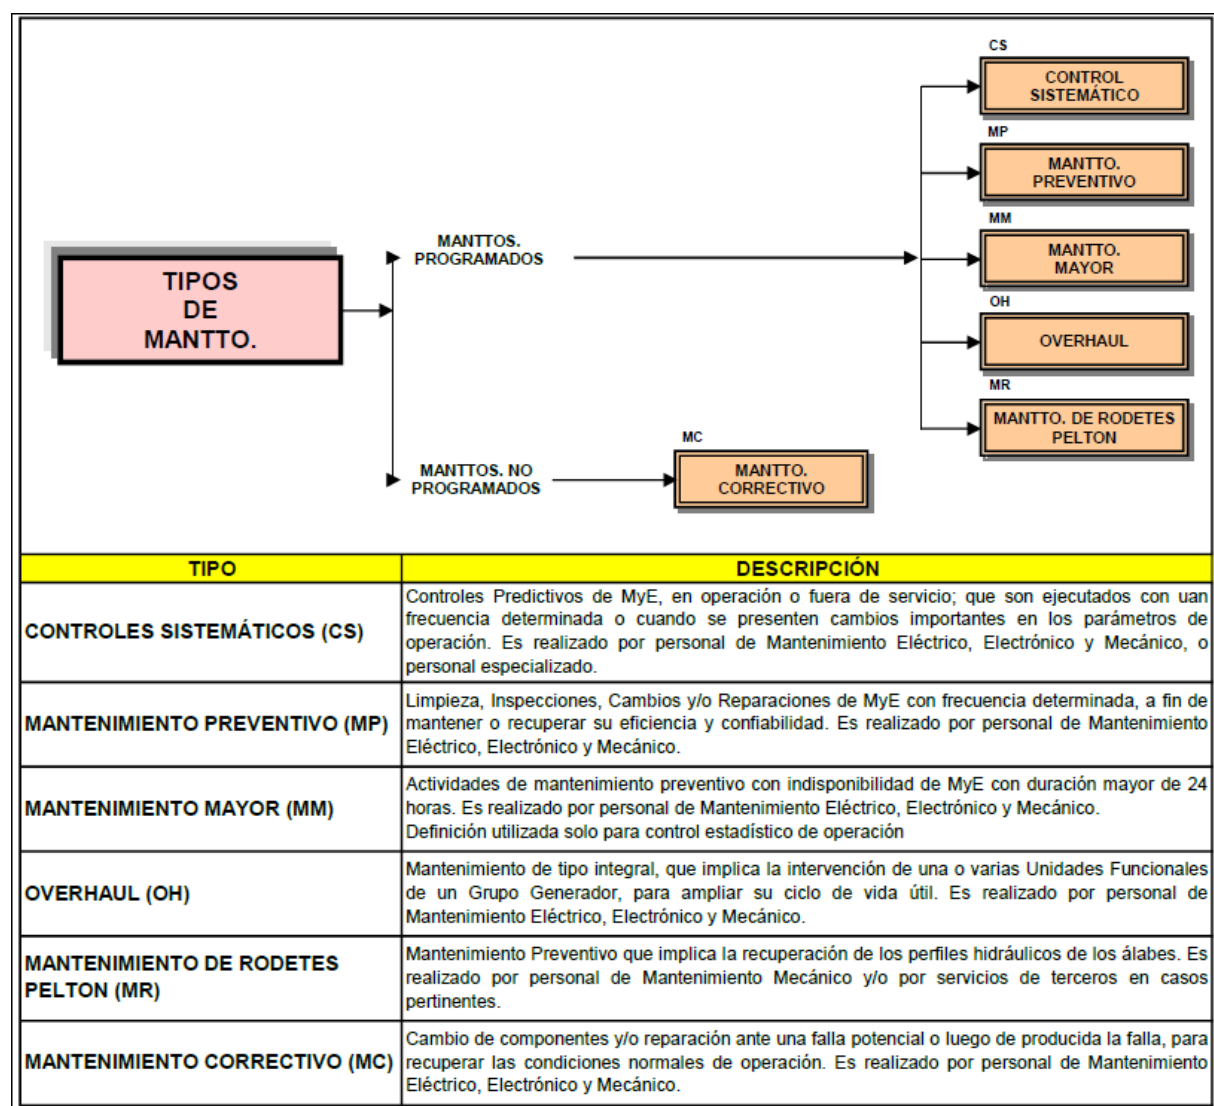 CS
CONTROL
SISTEMÁTICO
MP
MANTTO.
PREVENTIVO
MM
MANTTO.
MAYOR
OH
OVERHAUL
MR
MANTTO. DE RODETES
PELTON
MANTTOS.
PROGRAMADOS
TIPOS
DE
MANTTO.
MANTTOS. NO
PROGRAMADOS
MC
MANTTO.
CORRECTIVO
TIPO
DESCRIPCIÓN
CONTROLES SISTEMÁTICOS (CS)
Controles Predictivos de MyE, en operación o fuera de servicio; que son ejecutados con uan
frecuencia determinada o cuando se presenten cambios importantes en los parámetros de
operación. Es realizado por personal de Mantenimiento Eléctrico, Electrónico y Mecánico, o
personal especializado.
MANTENIMIENTO PREVENTIVO (MP)
Limpieza, Inspecciones, Cambios y/o Reparaciones de MyE con frecuencia determinada, a fin de
mantener o recuperar su eficiencia y confiabilidad. Es realizado por personal de Mantenimiento
Eléctrico, Electrónico y Mecánico.
MANTENIMIENTO MAYOR (MM)
Actividades de mantenimiento preventivo con indisponibilidad de MyE con duración mayor de 24
horas. Es realizado por personal de Mantenimiento Eléctrico, Electrónico y Mecánico.
Definición utilizada solo para control estadístico de operación
OVERHAUL (OH)
Mantenimiento de tipo integral, que implica la intervención de una o varias Unidades Funcionales
de un Grupo Generador, para ampliar su ciclo de vida útil. Es realizado por personal de
Mantenimiento Eléctrico, Electrónico y Mecánico.
MANTENIMIENTO DE RODETES
PELTON (MR)
Mantenimiento Preventivo que implica la recuperación de los perfiles hidráulicos de los álabes. Es
realizado por personal de Mantenimiento Mecánico y/o por servicios de terceros en casos
pertinentes.
MANTENIMIENTO CORRECTIVO (MC)
Cambio de componentes y/o reparación ante una falla potencial o luego de producida la falla, para
recuperar las condiciones normales de operación. Es realizado por personal de Mantenimiento
Eléctrico, Electrónico y Mecánico.